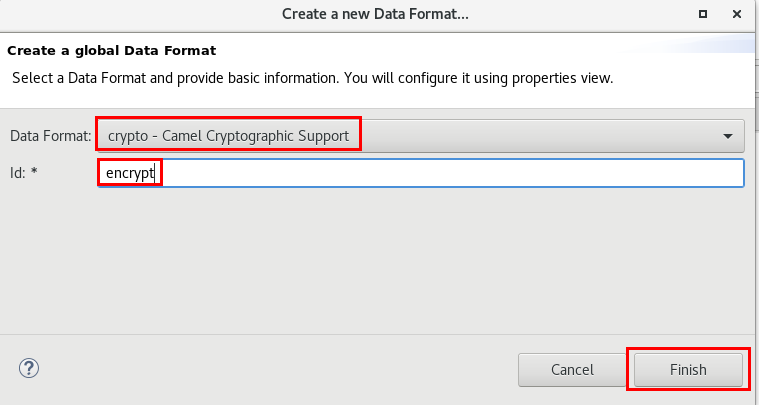 Create a new Data Format...
Create a global Data Format
Select a Data Format and provide basic information. You will configure it using properties view.
Data Format: crypto - Camel Cryptographic Support
Id: * encrypt
? Cancel Finish